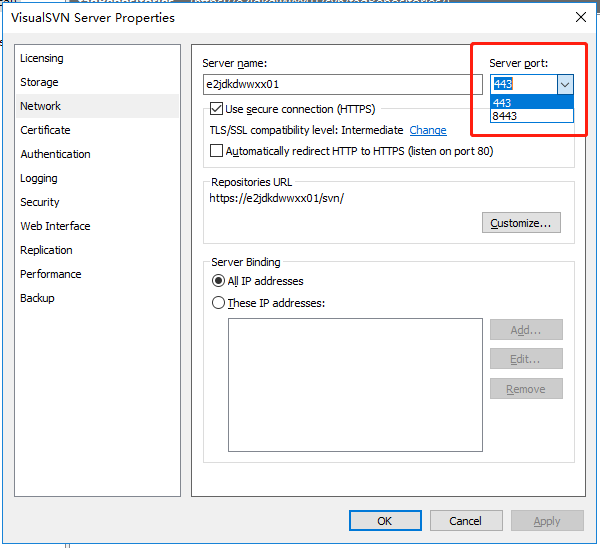 VisualSVN Server Properties
Licensing
Storage
Network
Certificate
Authentication
Logging
Security
Web Interface
Replication
Performance
Backup
Server name:
Server port:
e2jdkdwwxx01
443
443
8443
Use secure connection (HTTPS)
TLS/SSL compatibility level: Intermediate Change
Automatically redirect HTTP to HTTPS (listen on port 80)
Repositories URL
https://e2jdkdwwxx01/svn/
Customize...
Server Binding
All IP addresses
These IP addresses:
Add...
Edit...
Remove
OK
Cancel
Apply